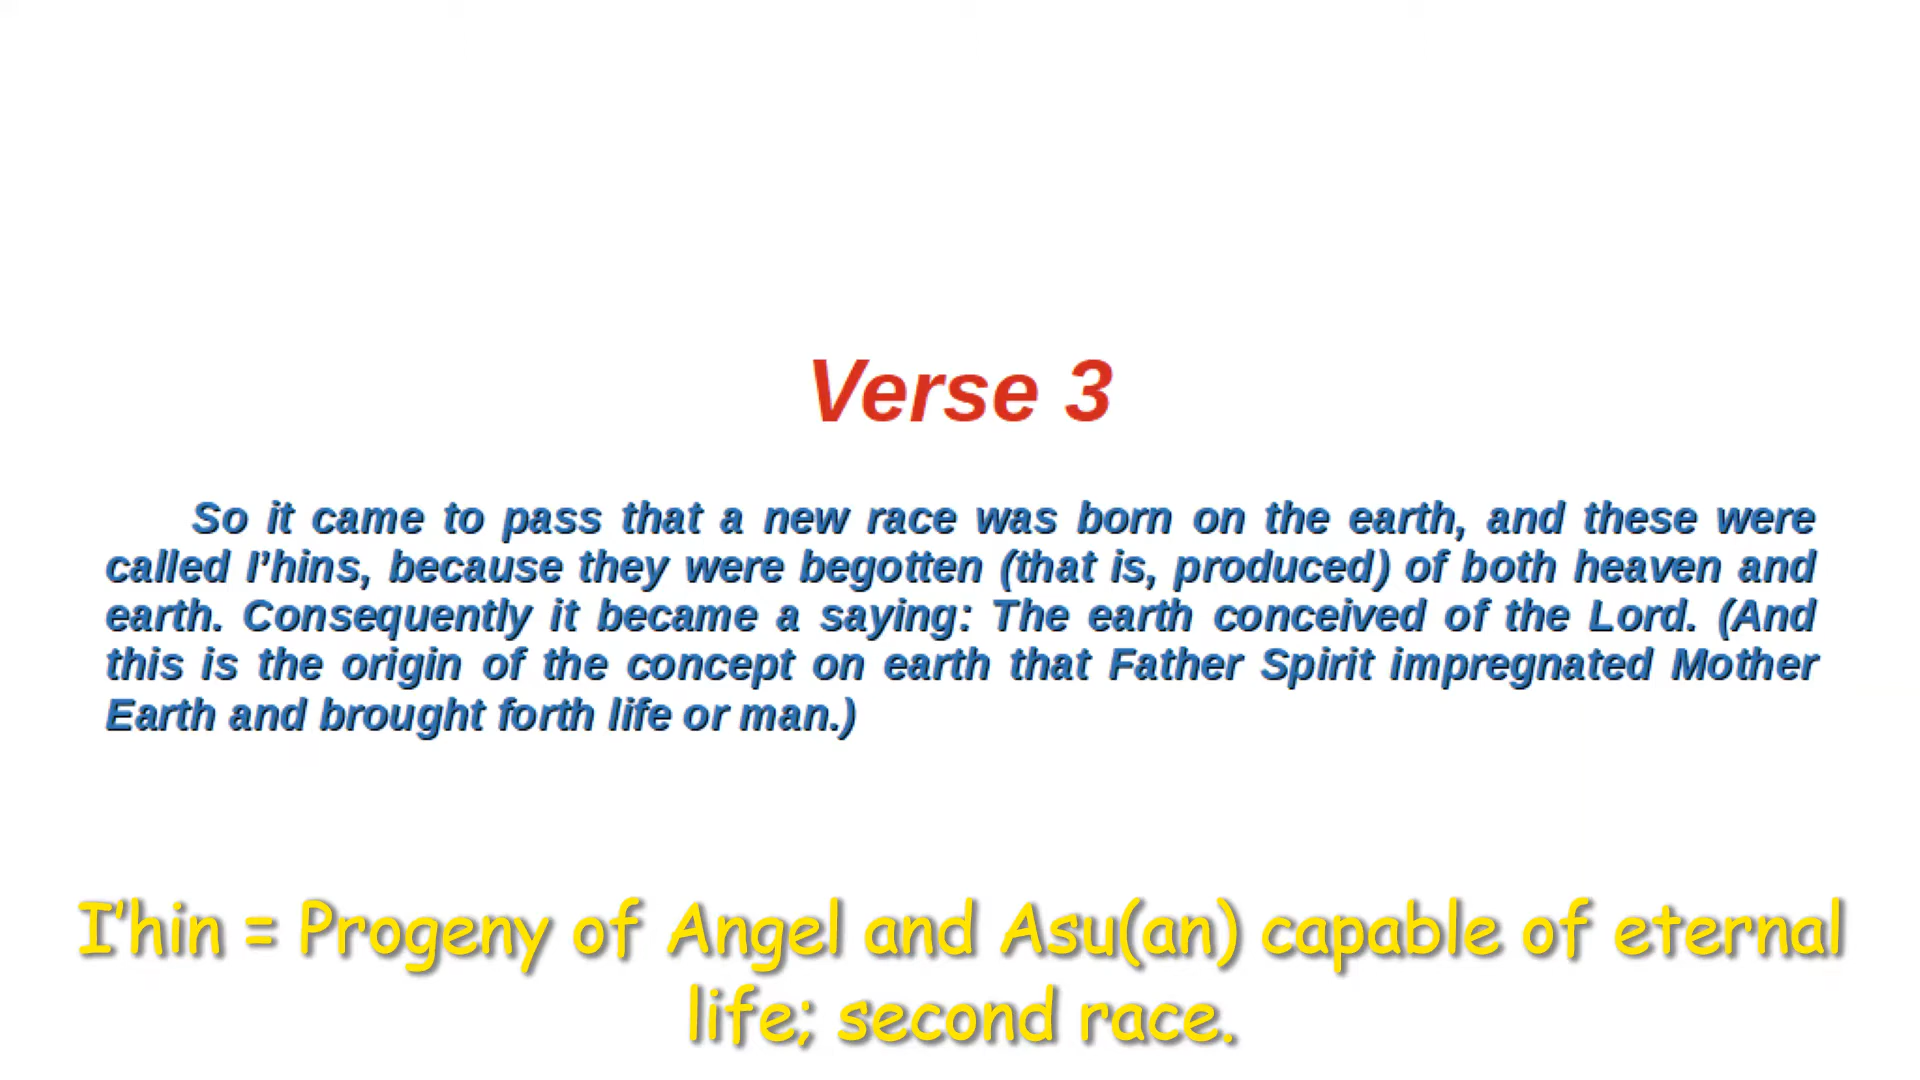 Verse 3
So it came to pass that a new race was born on the earth, and these were
called I’hins, because they were begotten (that is, produced) of both heaven and
earth. Consequently it became a saying: The earth conceived of the Lord. (And
this is the origin of the concept on earth that Father Spirit impregnated Mother
Earth and brought forth life or man.)
I’hin = Progeny of Angel and Asu(an) capable of eternal
life; second race.